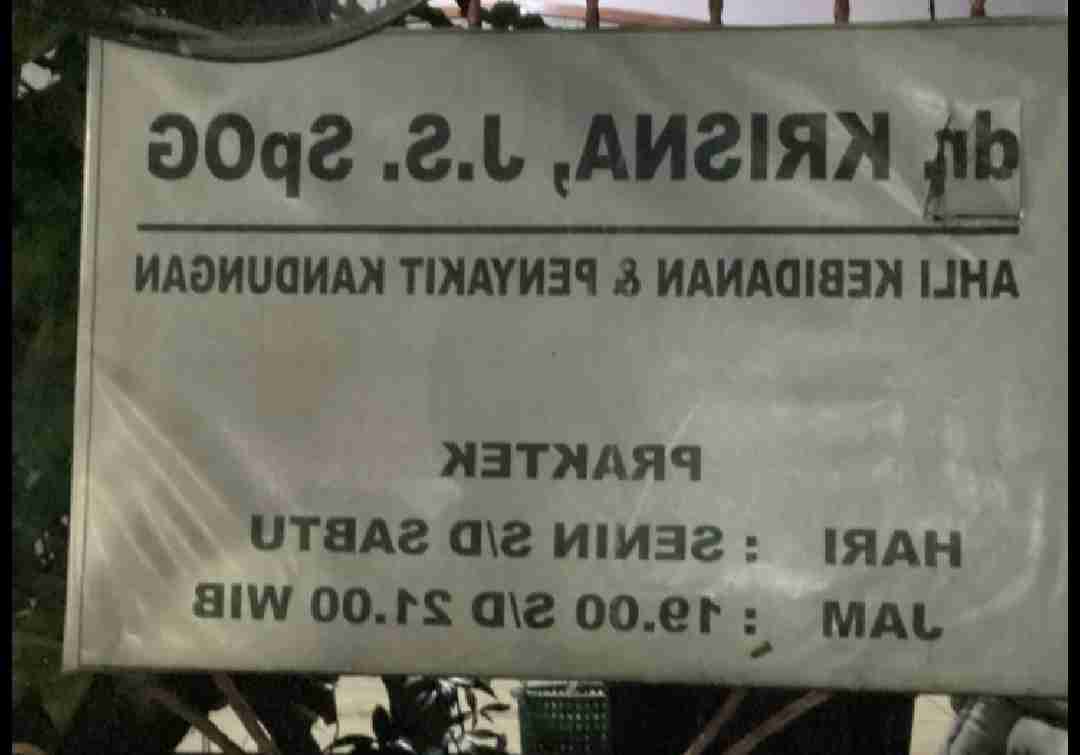 dr. KRISNA, J.S. SpOG
AHLI KEBIDANAN & PENYAKIT KANDUNGAN
PRAKTEK
HARI : SENIN S/D SABTU
JAM : 19.00 S/D 21.00 WIB